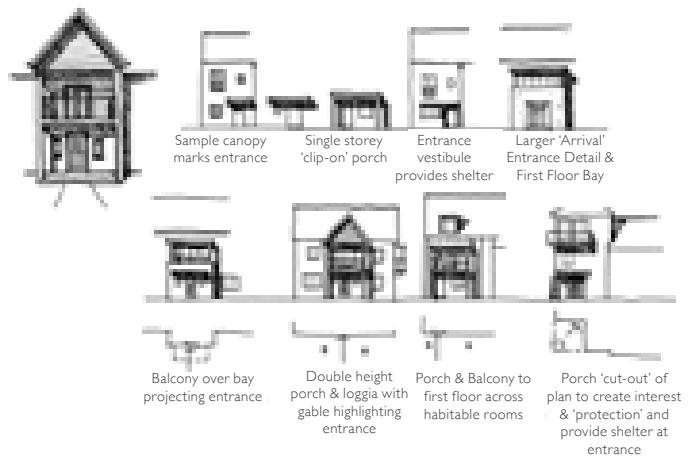 Sample canopy
marks entrance
Single storey
‘clip-on’ porch
Entrance
vestibule
provides shelter
Larger ‘Arrival’
Entrance Detail &
First Floor Bay
Balcony over bay
projecting entrance
Double height
porch & loggia with
gable highlighting
entrance
Porch & Balcony to
first floor across
habitable rooms
Porch ‘cut-out’ of
plan to create interest
& ‘protection’ and
provide shelter at
entrance